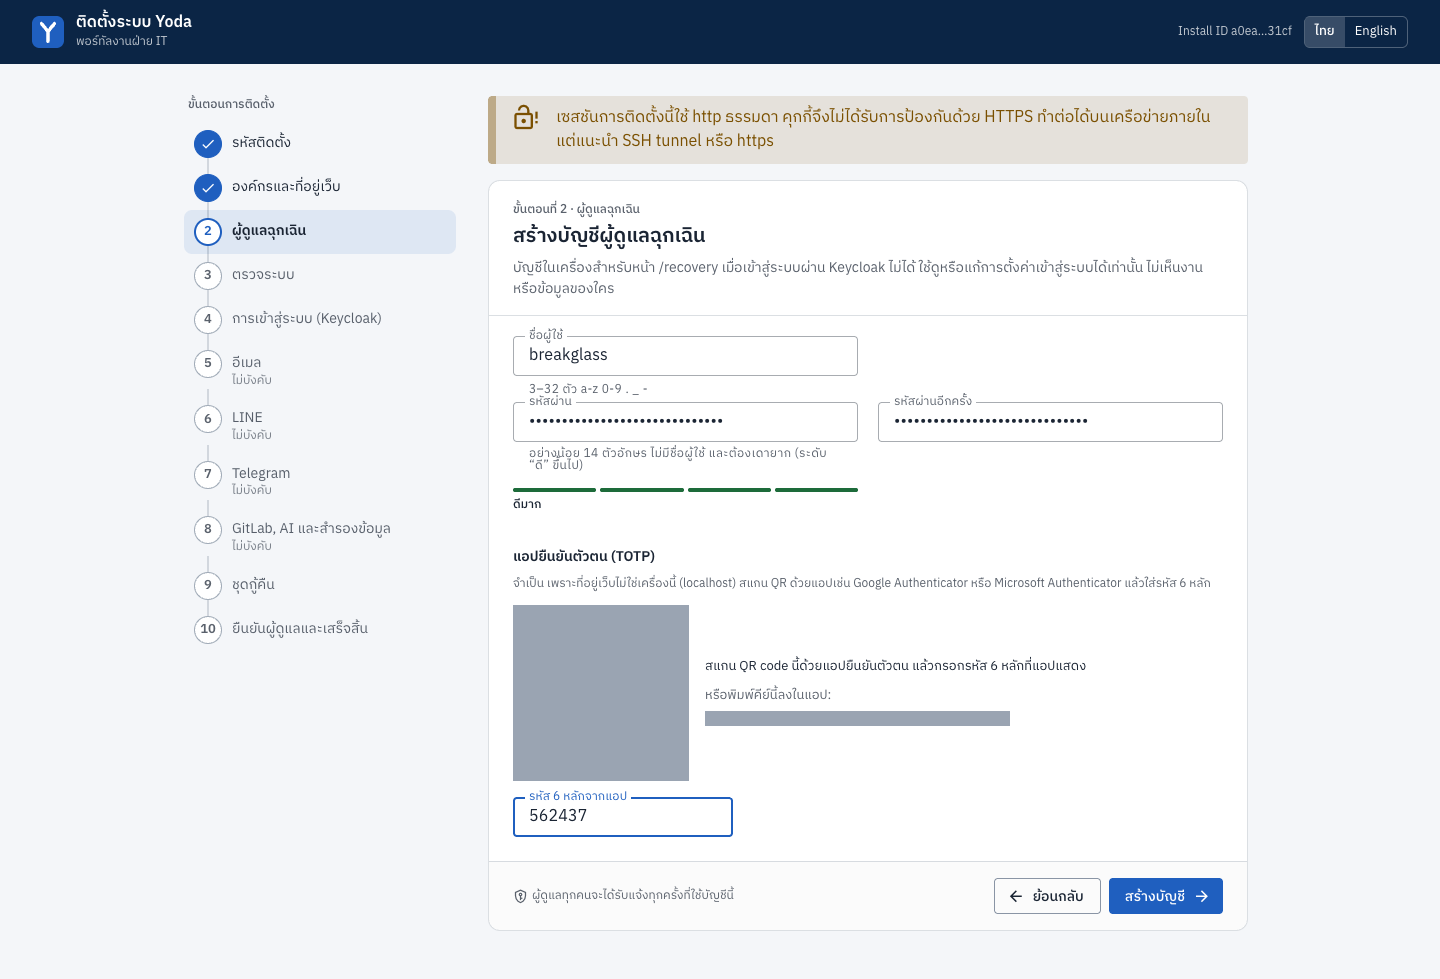 Y
ติดตั้งระบบ Yoda
พอร์ทัลงานฝ่าย IT
Install ID a0ea…31cf
ไทย
English
ขั้นตอนการติดตั้ง
รหัสติดตั้ง
องค์กรและที่อยู่เว็บ
2
ผู้ดูแลฉุกเฉิน
3
ตรวจระบบ
4
การเข้าสู่ระบบ (Keycloak)
5
อีเมล
ไม่บังคับ
6
LINE
ไม่บังคับ
7
Telegram
ไม่บังคับ
8
GitLab, AI และสำรองข้อมูล
ไม่บังคับ
9
ชุดกู้คืน
10
ยืนยันผู้ดูแลและเสร็จสิ้น
เซสชันการติดตั้งนี้ใช้ http ธรรมดา คุกกี้จึงไม่ได้รับการป้องกันด้วย HTTPS ทำต่อได้บนเครือข่ายภายใน
แต่แนะนำ SSH tunnel หรือ https
ขั้นตอนที่ 2 · ผู้ดูแลฉุกเฉิน
สร้างบัญชีผู้ดูแลฉุกเฉิน
บัญชีในเครื่องสำหรับหน้า /recovery เมื่อเข้าสู่ระบบผ่าน Keycloak ไม่ได้ ใช้ดูหรือแก้การตั้งค่าเข้าสู่ระบบได้เท่านั้น ไม่เห็นงาน
หรือข้อมูลของใคร
ชื่อผู้ใช้
breakglass
3–32 ตัว a-z 0-9 . _ -
รหัสผ่าน
รหัสผ่านอีกครั้ง
อย่างน้อย 14 ตัวอักษร ไม่มีชื่อผู้ใช้ และต้องเดายาก (ระดับ
“ดี” ขึ้นไป)
ดีมาก
แอปยืนยันตัวตน (TOTP)
จำเป็น เพราะที่อยู่เว็บไม่ใช่เครื่องนี้ (localhost) สแกน QR ด้วยแอปเช่น Google Authenticator หรือ Microsoft Authenticator แล้วใส่รหัส 6 หลัก
สแกน QR code นี้ด้วยแอปยืนยันตัวตน แล้วกรอกรหัส 6 หลักที่แอปแสดง
หรือพิมพ์คีย์นี้ลงในแอป:
รหัส 6 หลักจากแอป
562437
ผู้ดูแลทุกคนจะได้รับแจ้งทุกครั้งที่ใช้บัญชีนี้
ย้อนกลับ
สร้างบัญชี